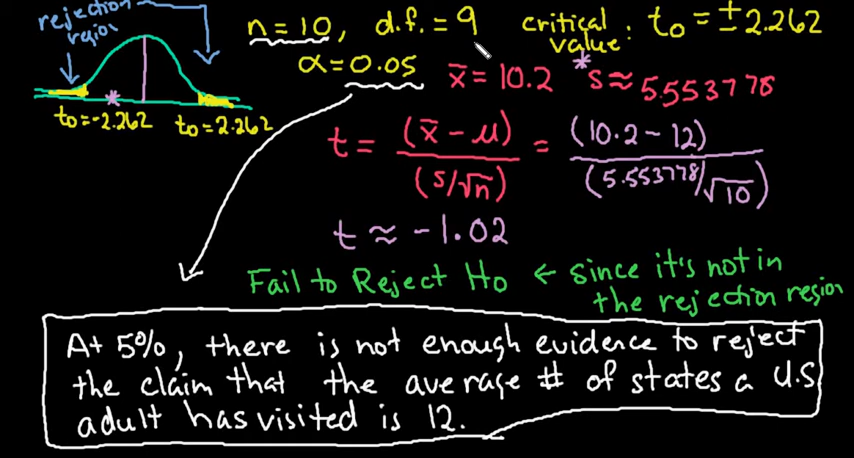 rejection region
n = 10, d.f. = 9
critical value: t₀ = ± 2.262
α = 0.05
x̄ = 10.2 * s ≈ 5.553778
*
t₀ = -2.262 t₀ = 2.262
t = (x̄ - μ) / (s/√n) = (10.2 - 12) / (5.553778/√10)
t ≈ -1.02
Fail to Reject Ho ← since it's not in
the rejection region
At 5%, there is not enough evidence to reject
the claim that the average # of states a U.S
adult has visited is 12.